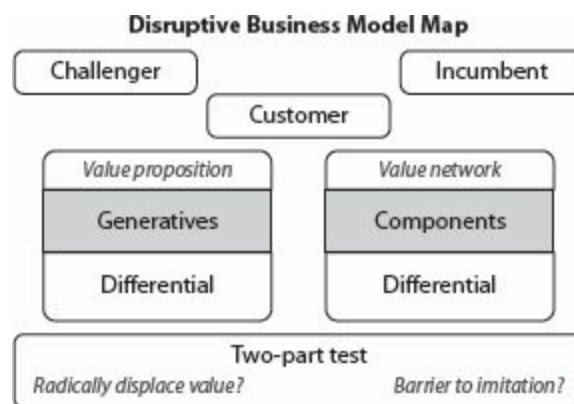 Disruptive Business Model Map
Challenger
Incumbent
Customer
Value proposition
Value network
Generatives
Components
Differential
Differential
Two-part test
Radically displace value?
Barrier to imitation?